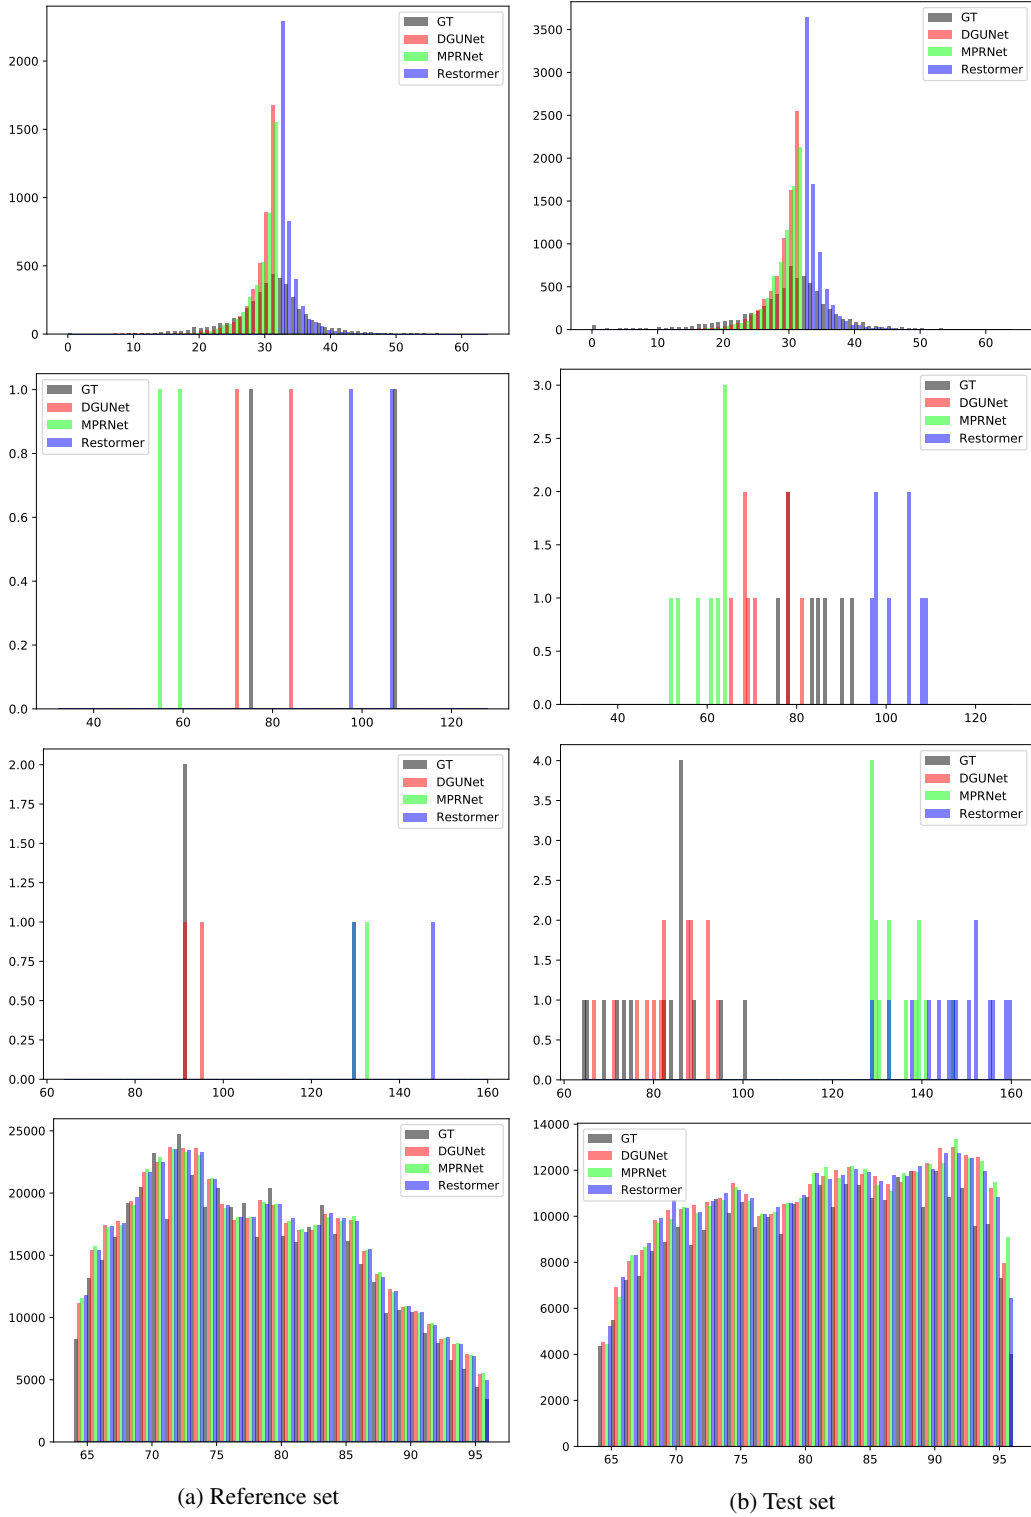 GT
DGUNet
MPRNet
Restormer
2000
1500
1000
500
0
0 10 20 30 40 50 60
GT
DGUNet
MPRNet
Restormer
3500
3000
2500
2000
1500
1000
500
0
0 10 20 30 40 50 60
GT
DGUNet
MPRNet
Restormer
1.0
0.8
0.6
0.4
0.2
0.0
40 60 80 100 120
GT
DGUNet
MPRNet
Restormer
3.0
2.5
2.0
1.5
1.0
0.5
0.0
40 60 80 100 120
GT
DGUNet
MPRNet
Restormer
2.00
1.75
1.50
1.25
1.00
0.75
0.50
0.25
0.00
60 80 100 120 140 160
GT
DGUNet
MPRNet
Restormer
4.0
3.5
3.0
2.5
2.0
1.5
1.0
0.5
0.0
60 80 100 120 140 160
GT
DGUNet
MPRNet
Restormer
25000
20000
15000
10000
5000
0
65 70 75 80 85 90 95
GT
DGUNet
MPRNet
Restormer
14000
12000
10000
8000
6000
4000
2000
0
65 70 75 80 85 90 95
(a) Reference set
(b) Test set